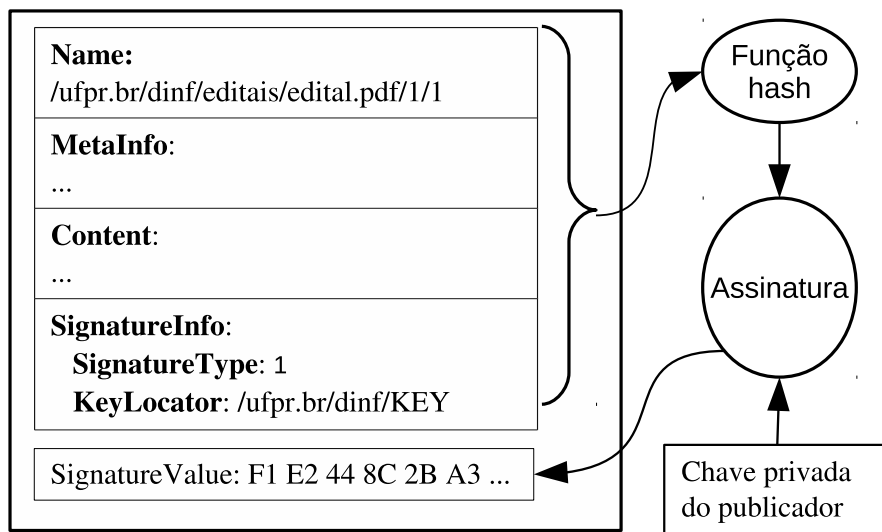 Name:
/ufpr.br/dinf/editais/edital.pdf/1/1
MetaInfo:
...
Content:
...
SignatureInfo:
SignatureType: 1
KeyLocator: /ufpr.br/dinf/KEY
SignatureValue: F1 E2 44 8C 2B A3 ...
Função
hash
Assinatura
Chave privada
do publicador